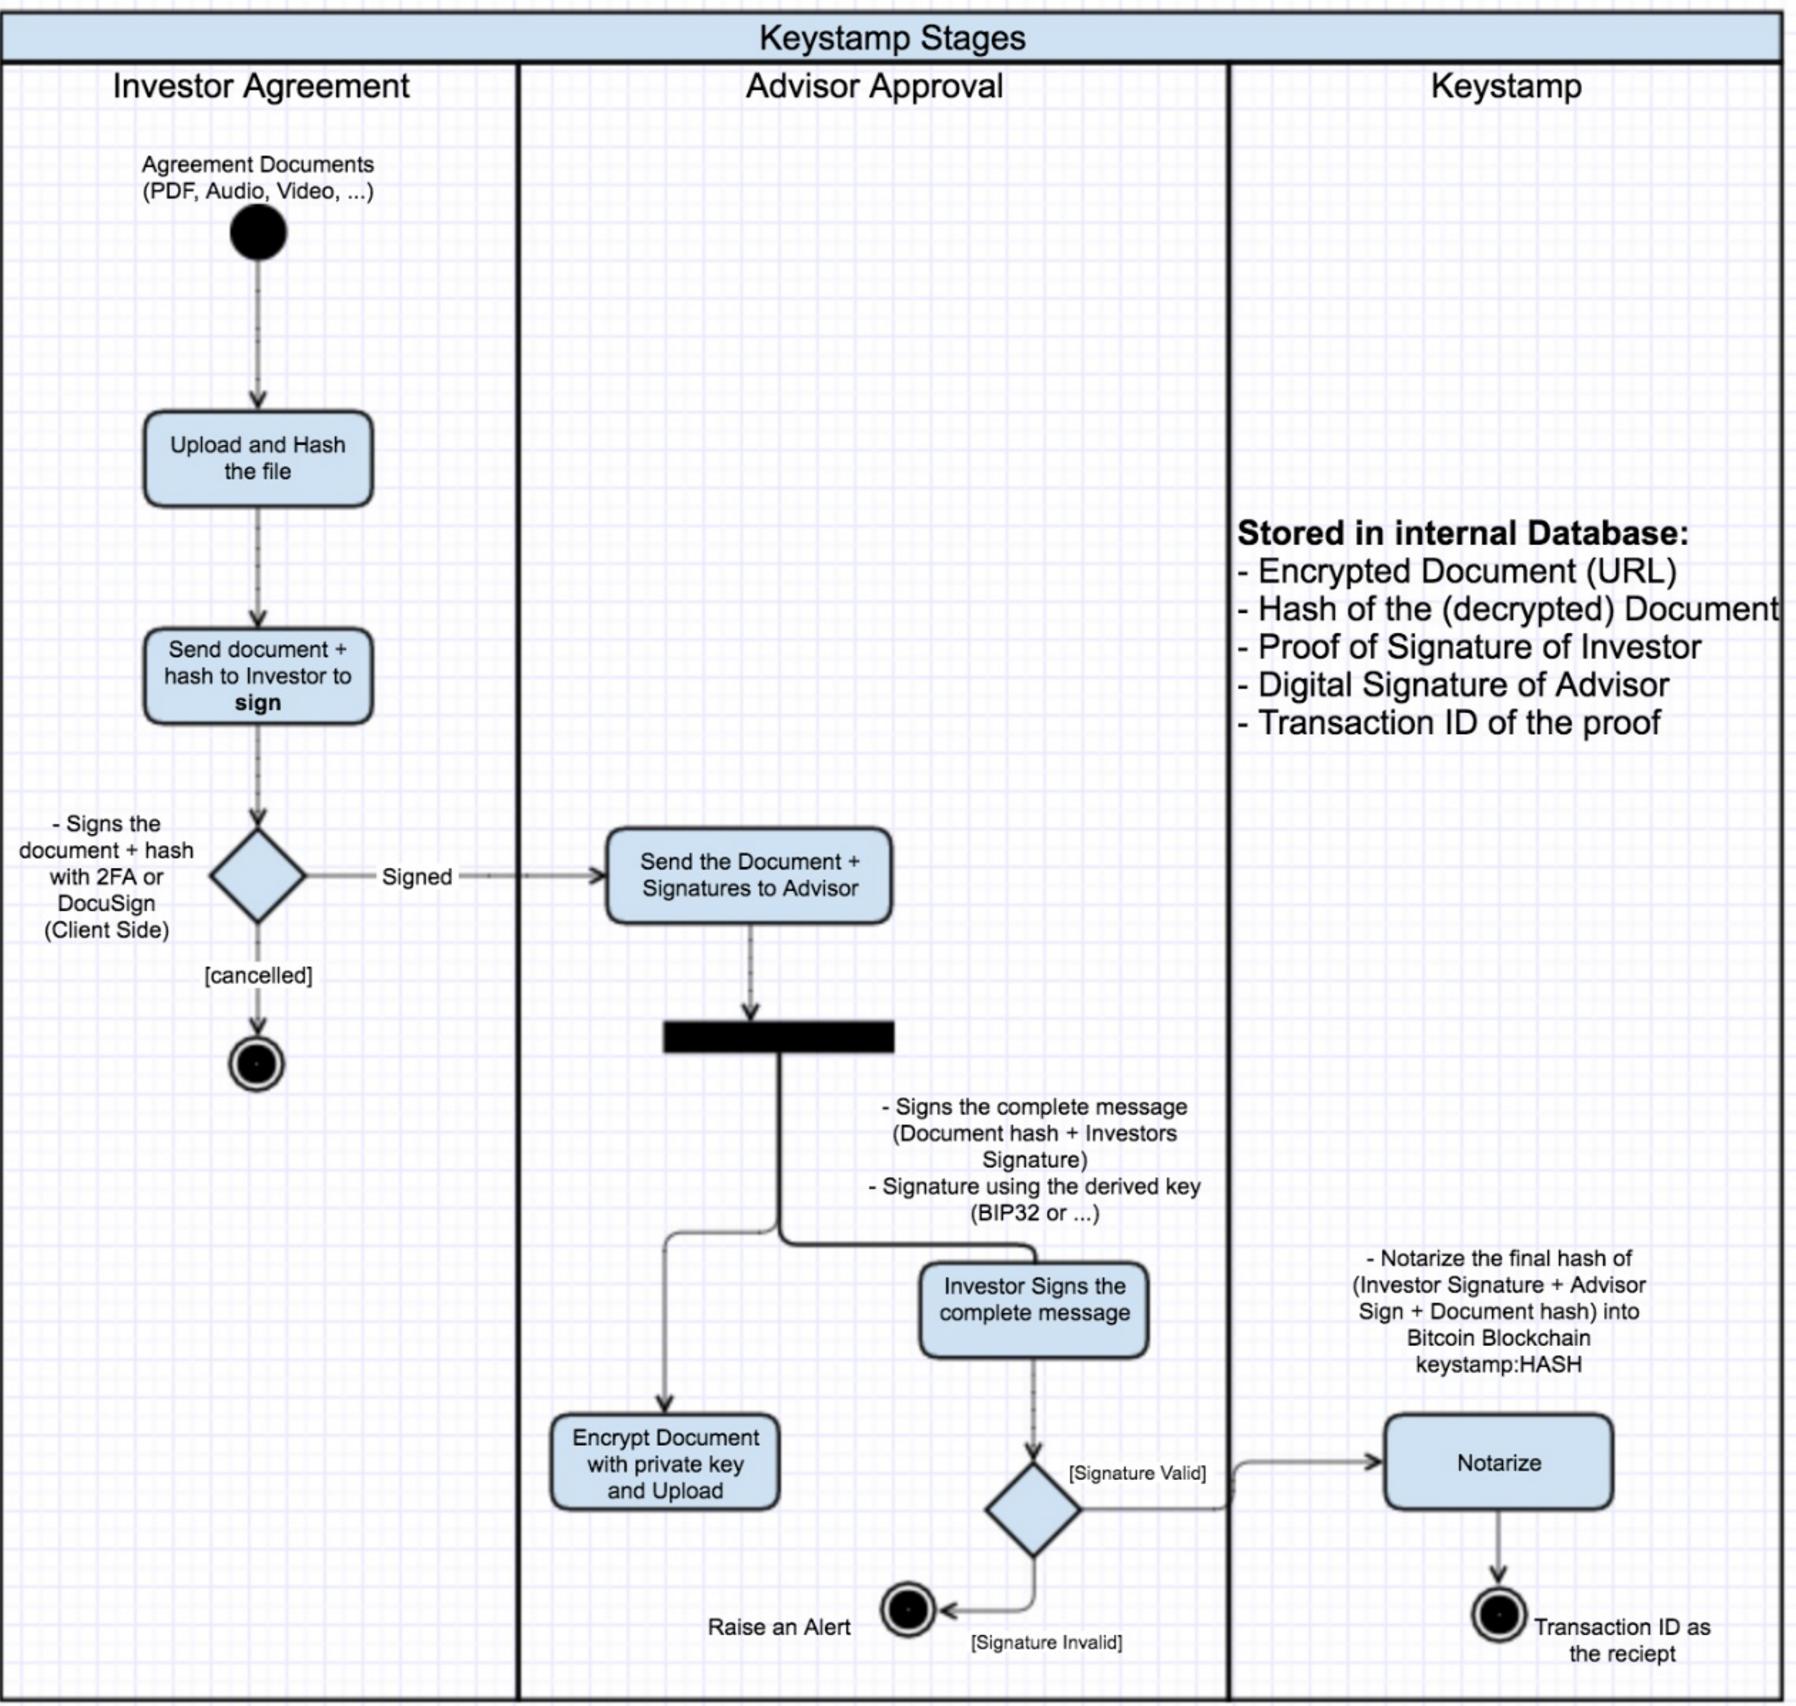 Keystamp Stages
Investor Agreement
Advisor Approval
Keystamp
Agreement Documents
(PDF, Audio, Video, ...)
Upload and Hash
the file
Send document +
hash to Investor to
sign
- Signs the
document + hash
with 2FA or
DocuSign
(Client Side)
Signed
[cancelled]
Send the Document +
Signatures to Advisor
- Signs the complete message
(Document hash + Investors
Signature)
- Signature using the derived key
(BIP32 or ...)
Investor Signs the
complete message
Encrypt Document
with private key
and Upload
[Signature Valid]
Raise an Alert
[Signature Invalid]
Stored in internal Database:
- Encrypted Document (URL)
- Hash of the (decrypted) Document
- Proof of Signature of Investor
- Digital Signature of Advisor
- Transaction ID of the proof
- Notarize the final hash of
(Investor Signature + Advisor
Sign + Document hash) into
Bitcoin Blockchain
keystamp:HASH
Notarize
Transaction ID as
the reciept